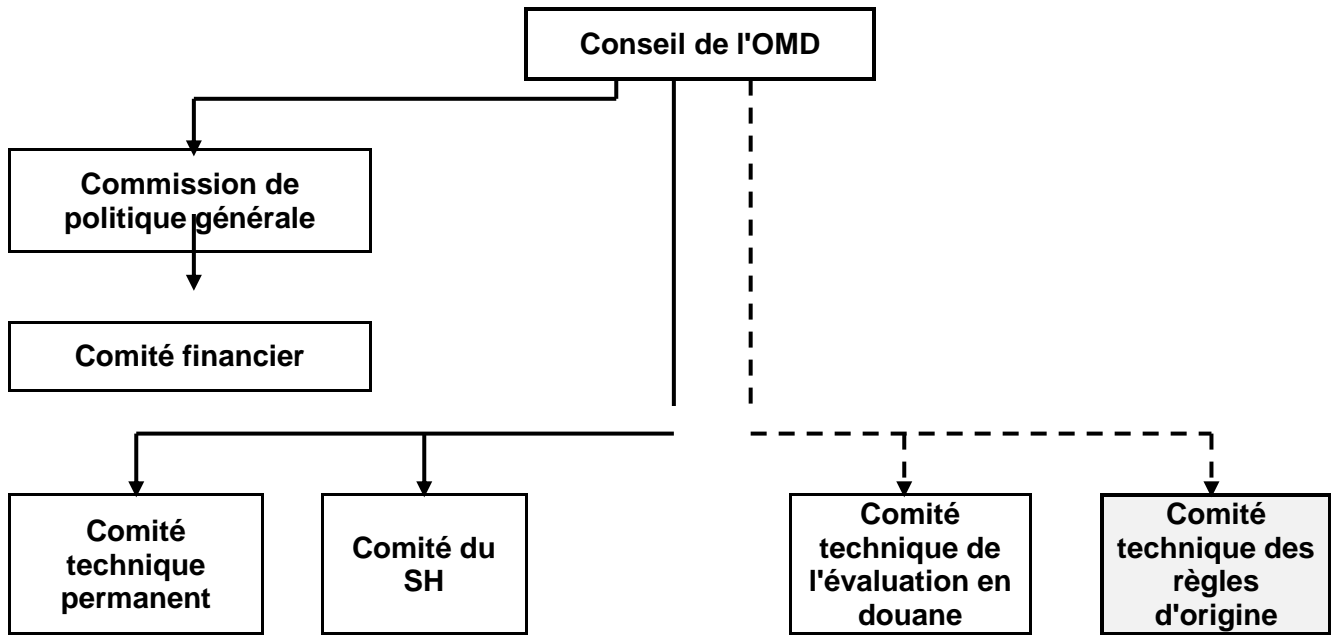 Conseil de l'OMD
Commission de
politique générale
Comité financier
Comité
technique
permanent
Comité du
SH
Comité
technique de
l'évaluation en
douane
Comité
technique des
règles
d'origine